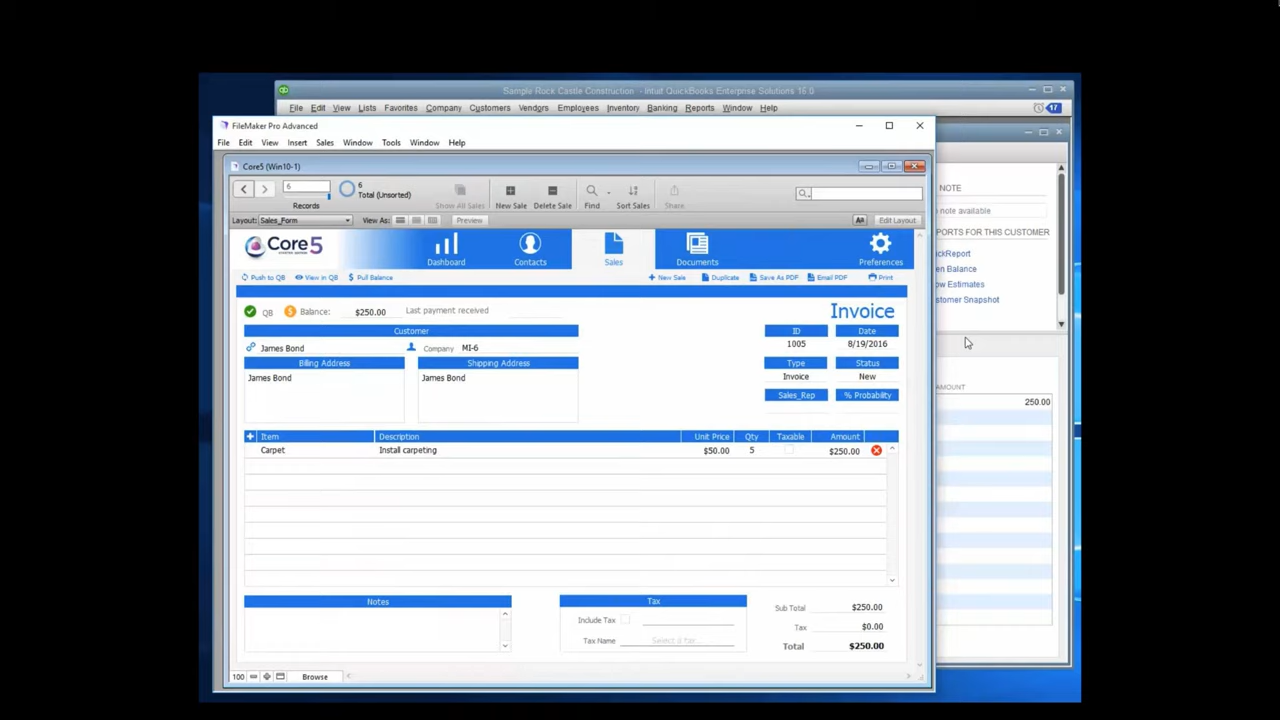 Sample Rock Castle Construction - Intuit QuickBooks Enterprise Solutions 16.0
File Edit View Lists Favorites Company Customers Vendors Employees Inventory Banking Reports Window Help
17
FileMaker Pro Advanced
File Edit View Insert Sales Window Tools Window Help
Core5 (Win10-1)
6
6
Total (Unsorted)
Records
Show All Sales New Sale Delete Sale Find Sort Sales Share
Layout: Sales_Form View As: Preview Aa Edit Layout
Core5
Dashboard Contacts Sales Documents Preferences
Push to QB View in QB $ Pull Balance New Sale Duplicate Save As PDF Email PDF Print
QB $ Balance: $250.00 Last payment received
Invoice
Customer
James Bond Company MI-6
Billing Address Shipping Address
James Bond James Bond
ID Date
1005 8/19/2016
Type Status
Invoice New
Sales_Rep % Probability
Item Description Unit Price Qty Taxable Amount
Carpet Install carpeting $50.00 5 $250.00
Notes
Tax
Include Tax
Tax Name Select a tax...
Sub Total $250.00
Tax $0.00
Total $250.00
100 Browse
NOTE
note available
PORTS FOR THIS CUSTOMER
ckReport
en Balance
ow Estimates
stomer Snapshot
AMOUNT
250.00